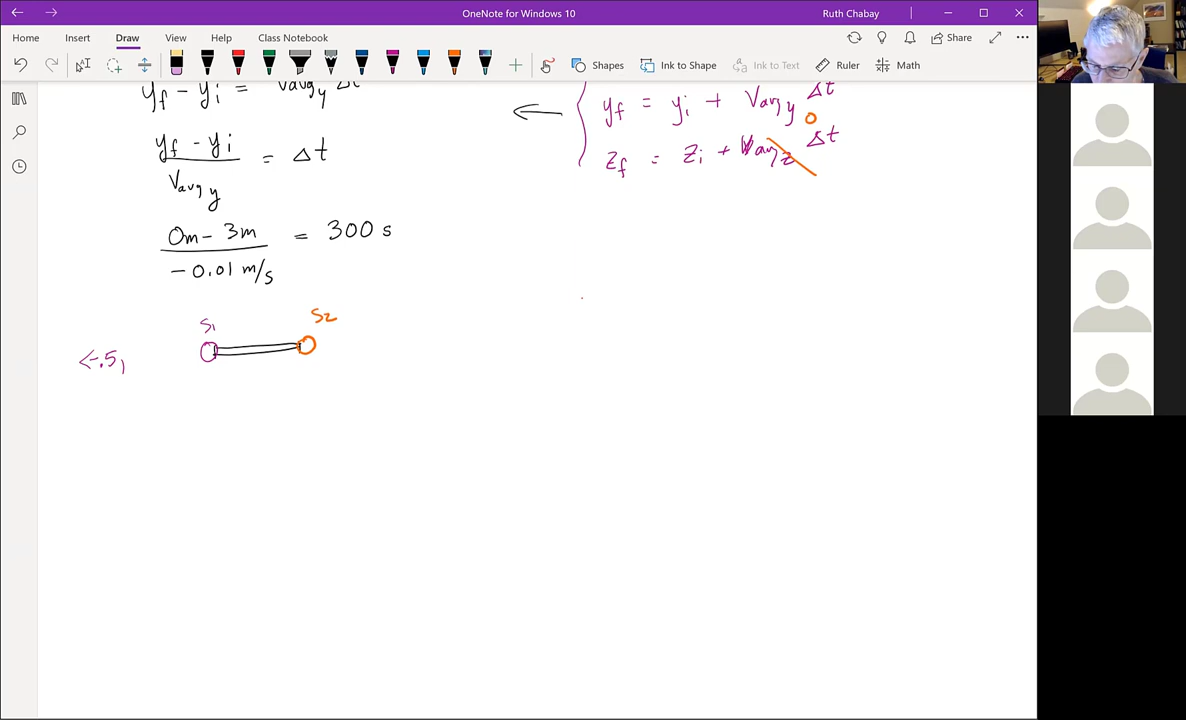 OneNote for Windows 10
Ruth Chabay
Home Insert Draw View Help Class Notebook
Share
Shapes Ink to Shape Ink to Text Ruler Math
yf - yi = vavg y Δt
yf - yi / vavg y = Δt
0m - 3m / -0.01 m/s = 300 s
Δt
yf = yi + vavg y
0
zf = zi + vavg z Δt
S1
S2
<-.5,